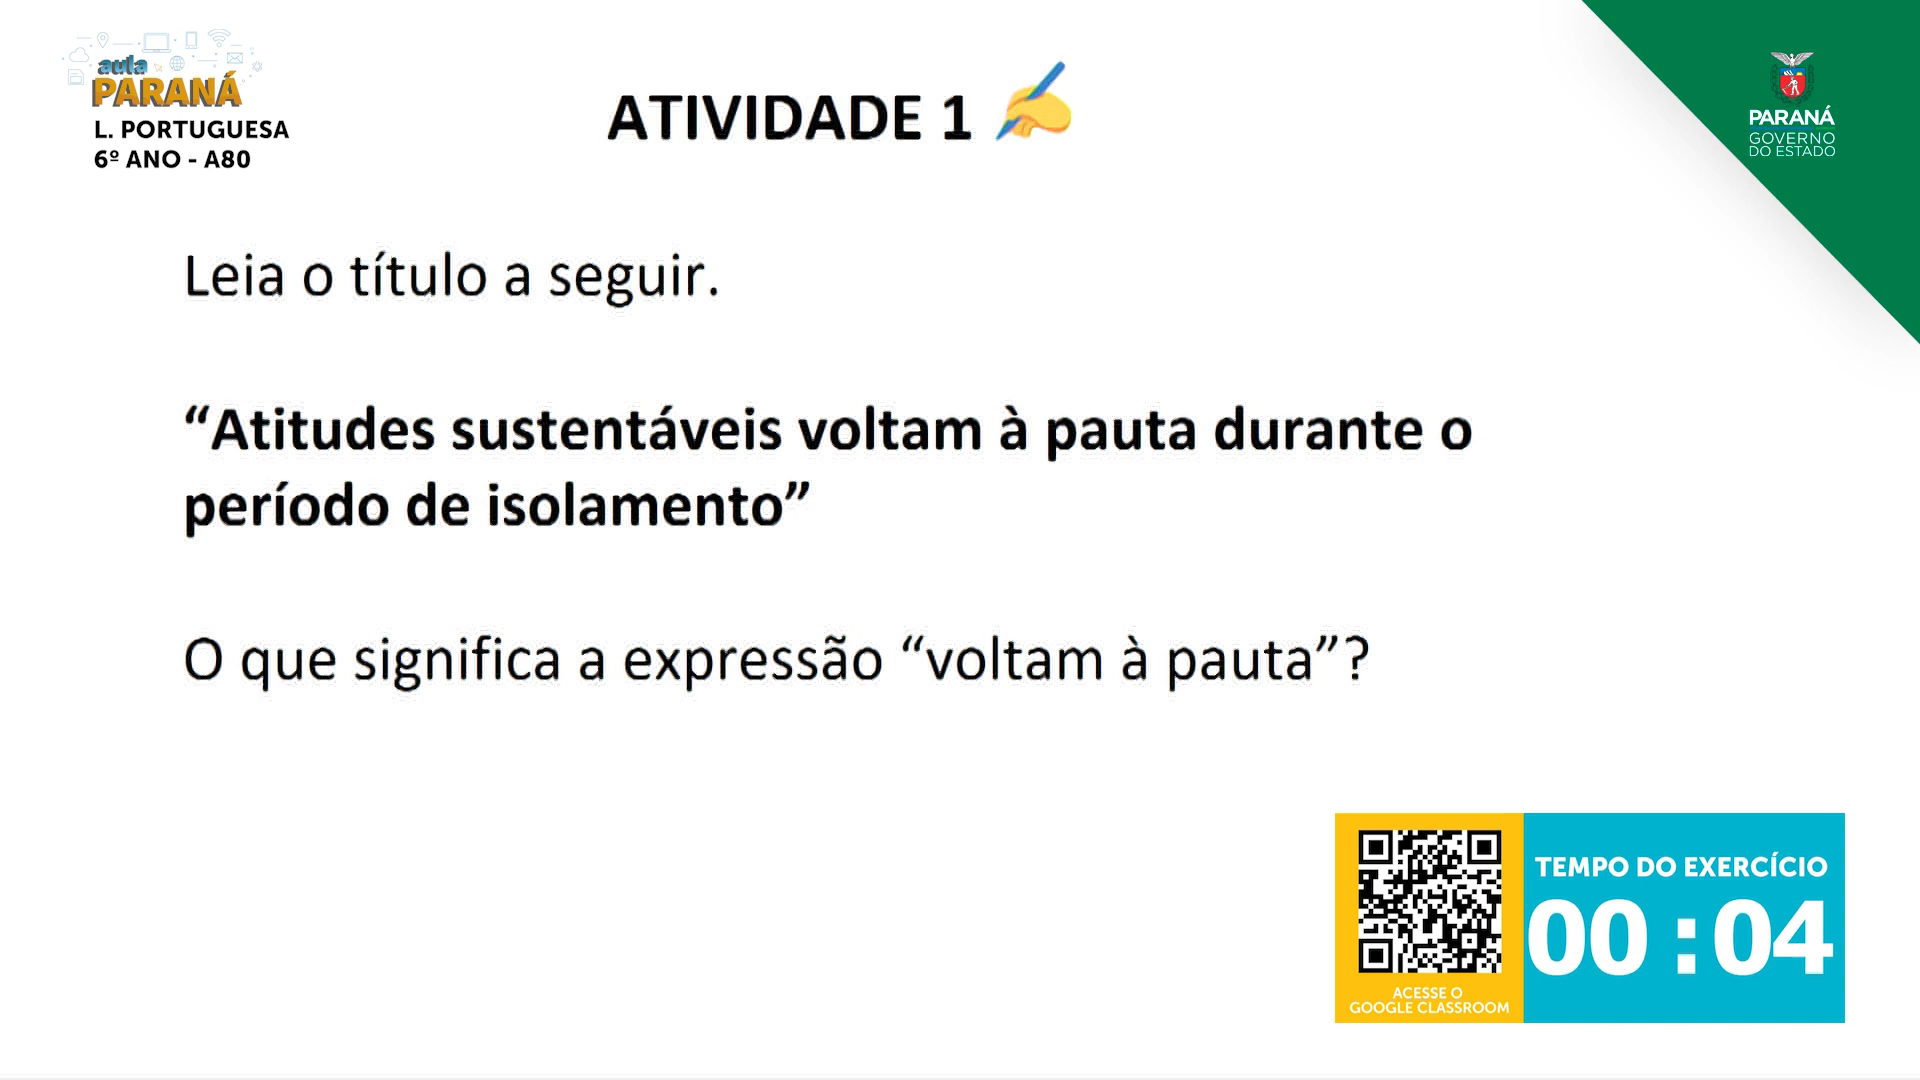 aula
PARANÁ
L. PORTUGUESA
6º ANO - A80
ATIVIDADE 1
PARANÁ
GOVERNO
DO ESTADO
Leia o título a seguir.
“Atitudes sustentáveis voltam à pauta durante o
período de isolamento”
O que significa a expressão “voltam à pauta”?
TEMPO DO EXERCÍCIO
00 : 04
ACESSE O
GOOGLE CLASSROOM